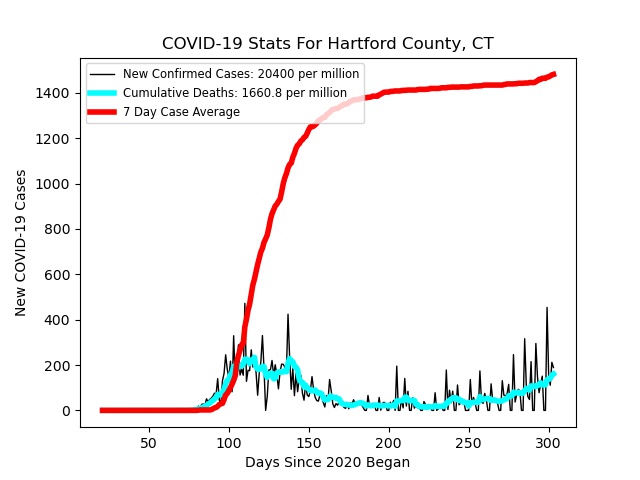 COVID-19 Stats For Hartford County, CT
New Confirmed Cases: 20400 per million
Cumulative Deaths: 1660.8 per million
7 Day Case Average
1400
1200
1000
800
600
400
200
0
New COVID-19 Cases
50 100 150 200 250 300
Days Since 2020 Began